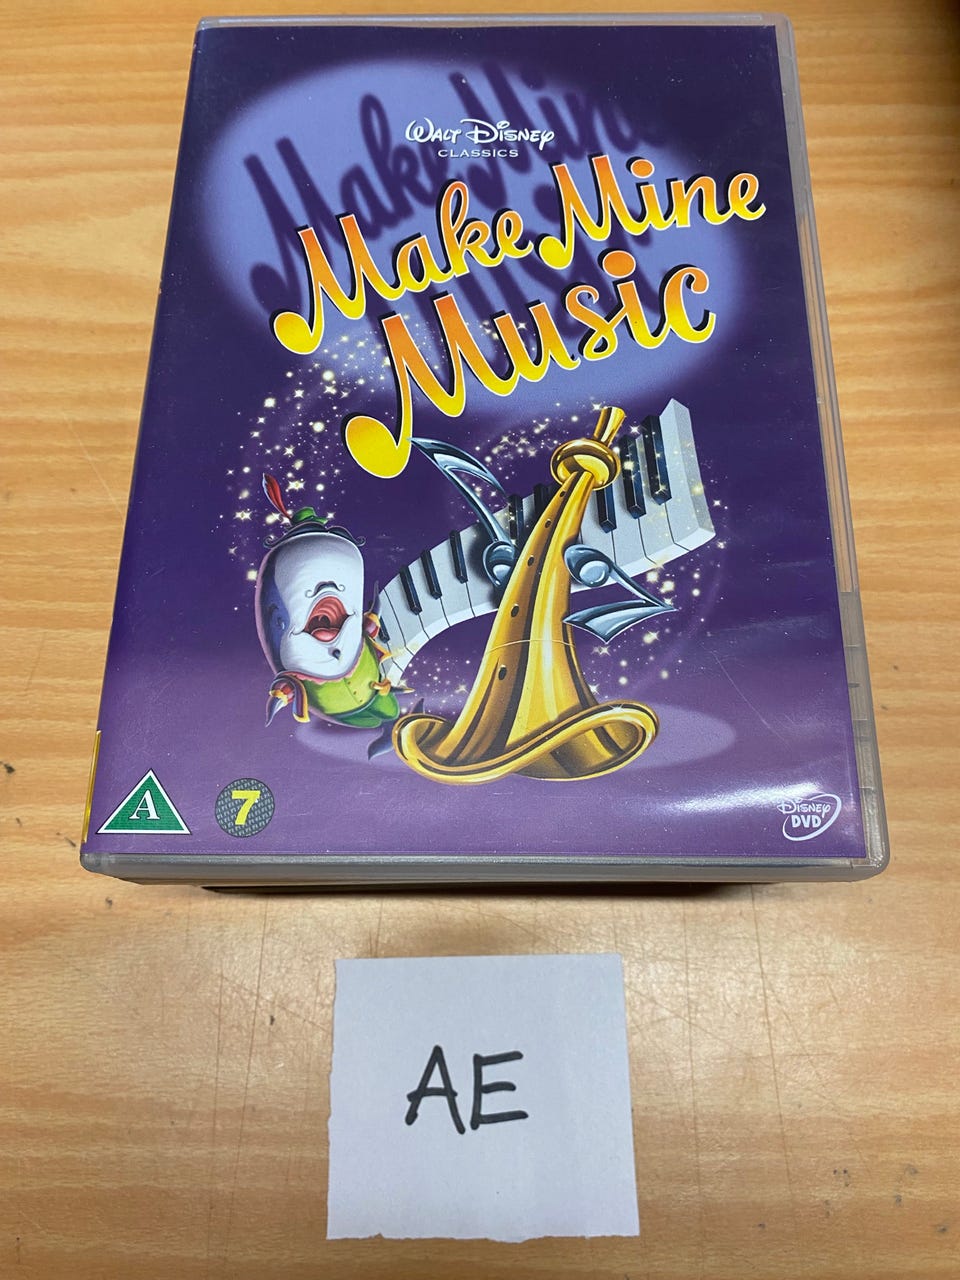 WALT DISNEY
CLASSICS
Make Mine
Music
A
7
DISNEY
DVD
AE